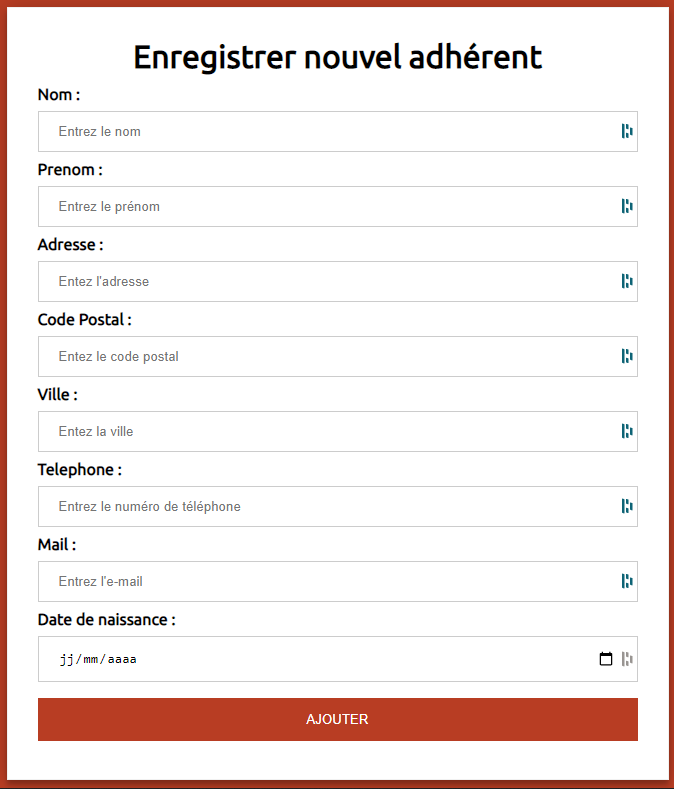 Enregistrer nouvel adhérent
Nom :
Entrez le nom
Prenom :
Entrez le prénom
Adresse :
Entez l'adresse
Code Postal :
Entez le code postal
Ville :
Entez la ville
Telephone :
Entrez le numéro de téléphone
Mail :
Entrez l'e-mail
Date de naissance :
jj/mm/aaaa
AJOUTER